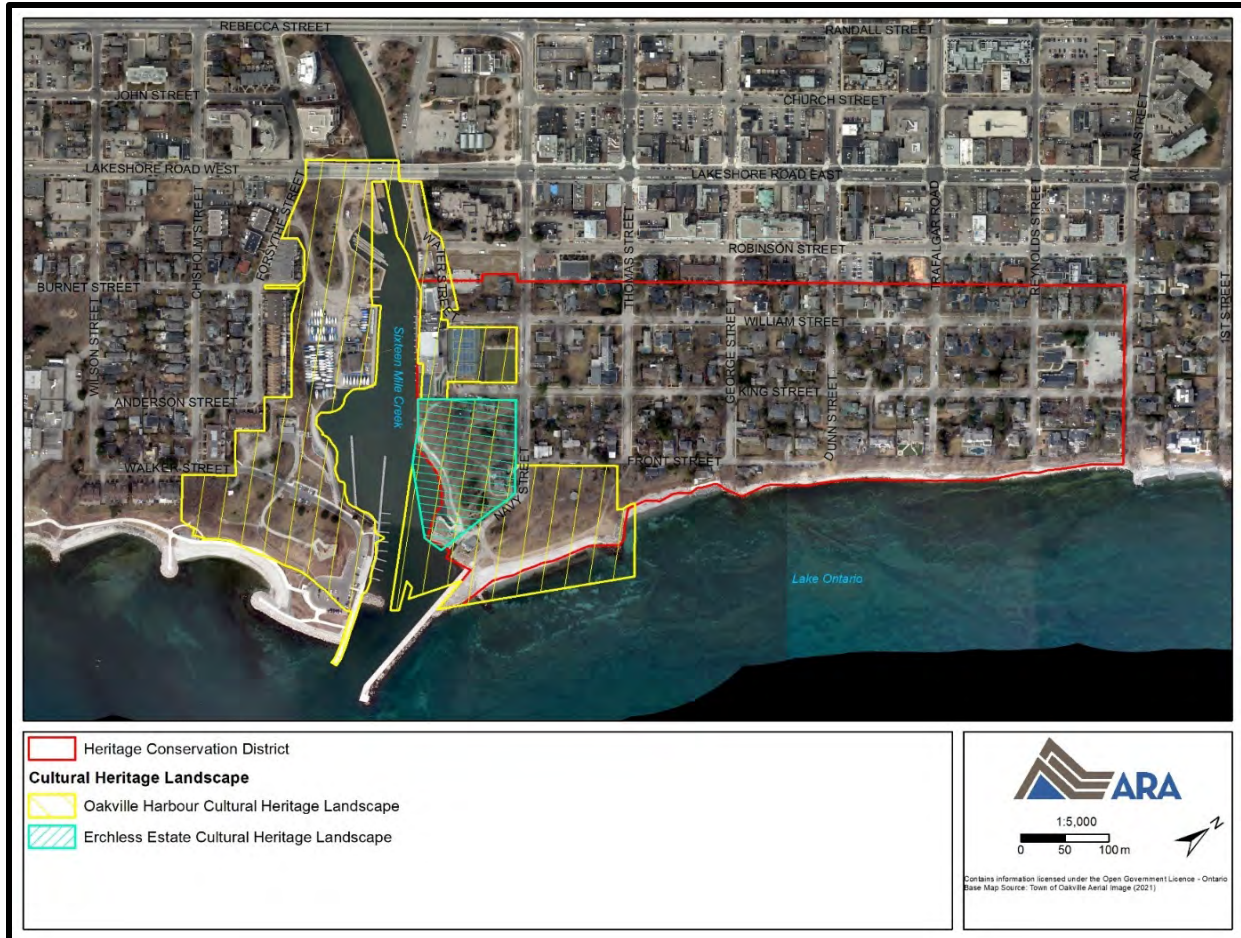 REBECCA STREET
RANDALL STREET
JOHN STREET
CHURCH STREET
ALLAN STREET
LAKESHORE ROAD WEST
LAKESHORE ROAD EAST
FORSYTHE STREET
CHISHOLM STREET
WATER STREET
THOMAS STREET
TRAFALGAR ROAD
REYNOLDS STREET
ROBINSON STREET
1ST STREET
BURNET STREET
WILSON STREET
Sixteen Mile Creek
GEORGE STREET
WILLIAM STREET
ANDERSON STREET
KING STREET
DUNN STREET
WALKER STREET
NAVY STREET
FRONT STREET
Lake Ontario
Heritage Conservation District
Cultural Heritage Landscape
Oakville Harbour Cultural Heritage Landscape
Erchless Estate Cultural Heritage Landscape
ARA
1:5,000
0 50 100 m
N
Contains information licensed under the Open Government Licence - Ontario
Base Map Source: Town of Oakville Aerial Image (2021)